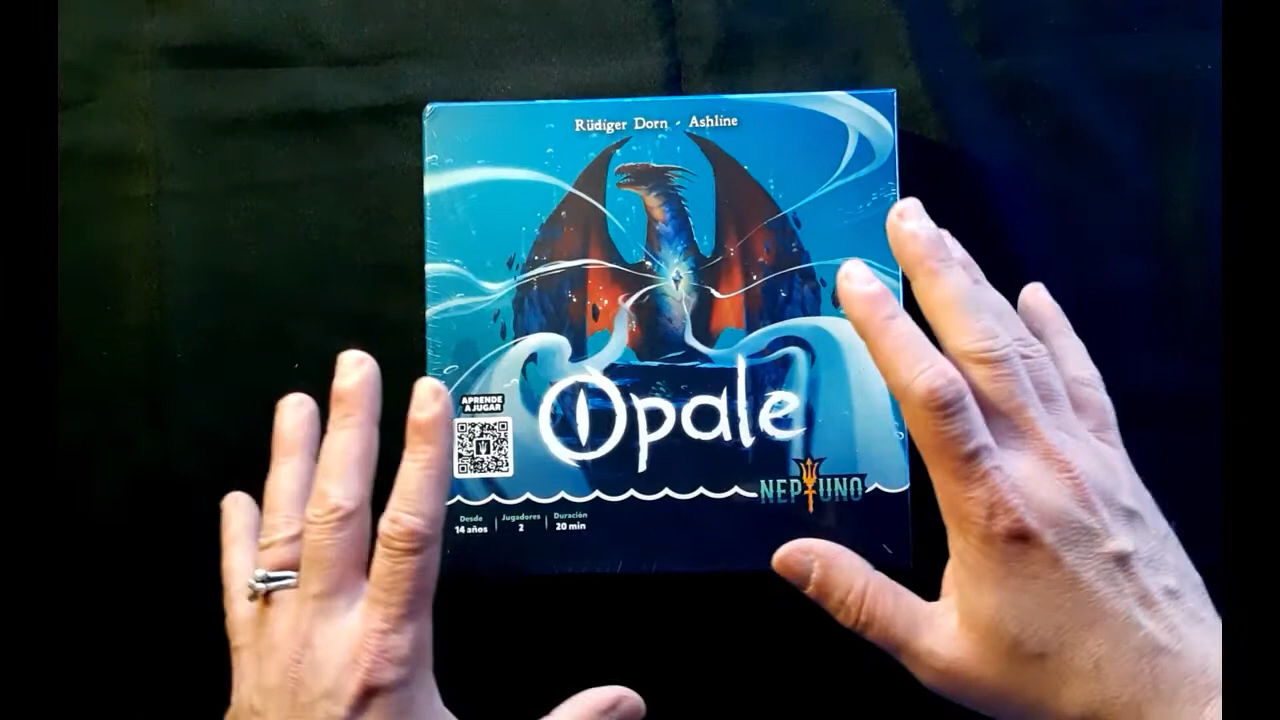 Rüdiger Dorn - Ashline
APRENDE
A JUGAR
Opale
NEPTUNO
Desde
14 años
Jugadores
2
Duración
20 min